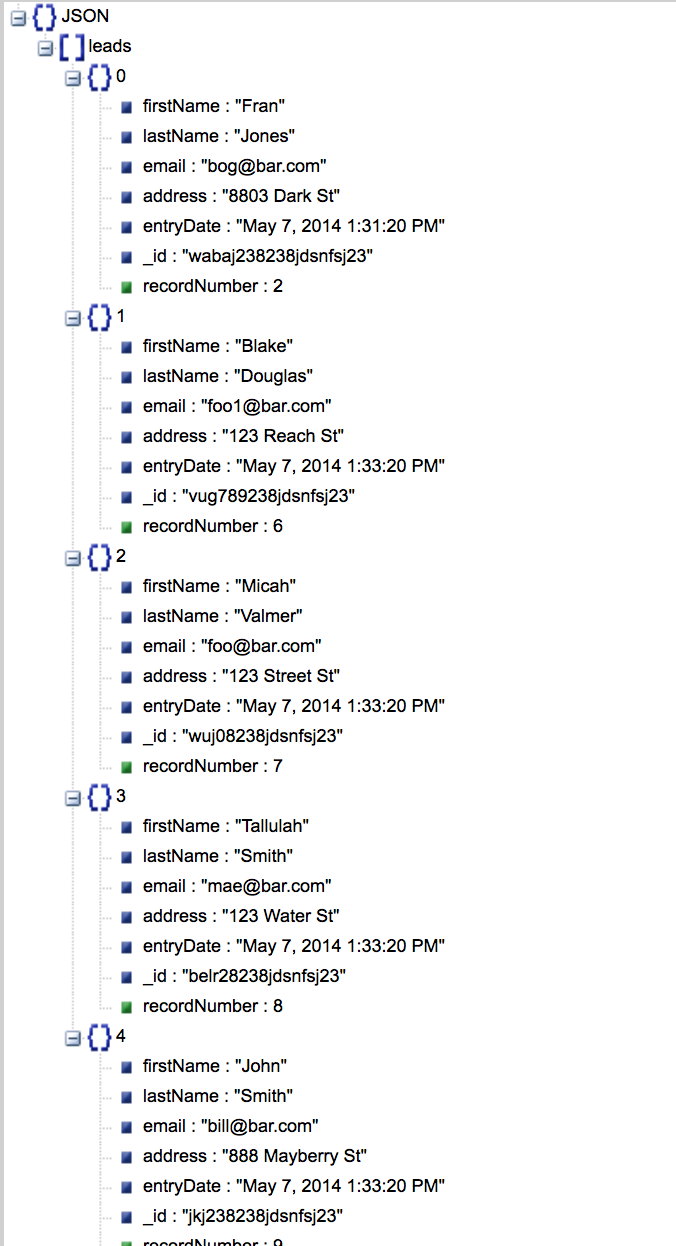 JSON
leads
0
firstName : "Fran"
lastName : "Jones"
email : "bog@bar.com"
address : "8803 Dark St"
entryDate : "May 7, 2014 1:31:20 PM"
_id : "wabaj238238jdsnfsj23"
recordNumber : 2
1
firstName : "Blake"
lastName : "Douglas"
email : "foo1@bar.com"
address : "123 Reach St"
entryDate : "May 7, 2014 1:33:20 PM"
_id : "vug789238jdsnfsj23"
recordNumber : 6
2
firstName : "Micah"
lastName : "Valmer"
email : "foo@bar.com"
address : "123 Street St"
entryDate : "May 7, 2014 1:33:20 PM"
_id : "wuj08238jdsnfsj23"
recordNumber : 7
3
firstName : "Tallulah"
lastName : "Smith"
email : "mae@bar.com"
address : "123 Water St"
entryDate : "May 7, 2014 1:33:20 PM"
_id : "belr28238jdsnfsj23"
recordNumber : 8
4
firstName : "John"
lastName : "Smith"
email : "bill@bar.com"
address : "888 Mayberry St"
entryDate : "May 7, 2014 1:33:20 PM"
_id : "jkj238238jdsnfsj23"
recordNumber : 9